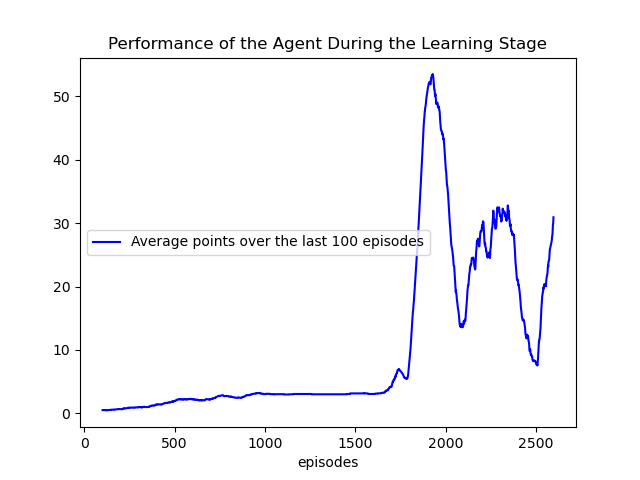 Performance of the Agent During the Learning Stage
50
40
30
Average points over the last 100 episodes
20
10
0
0 500 1000 1500 2000 2500
episodes